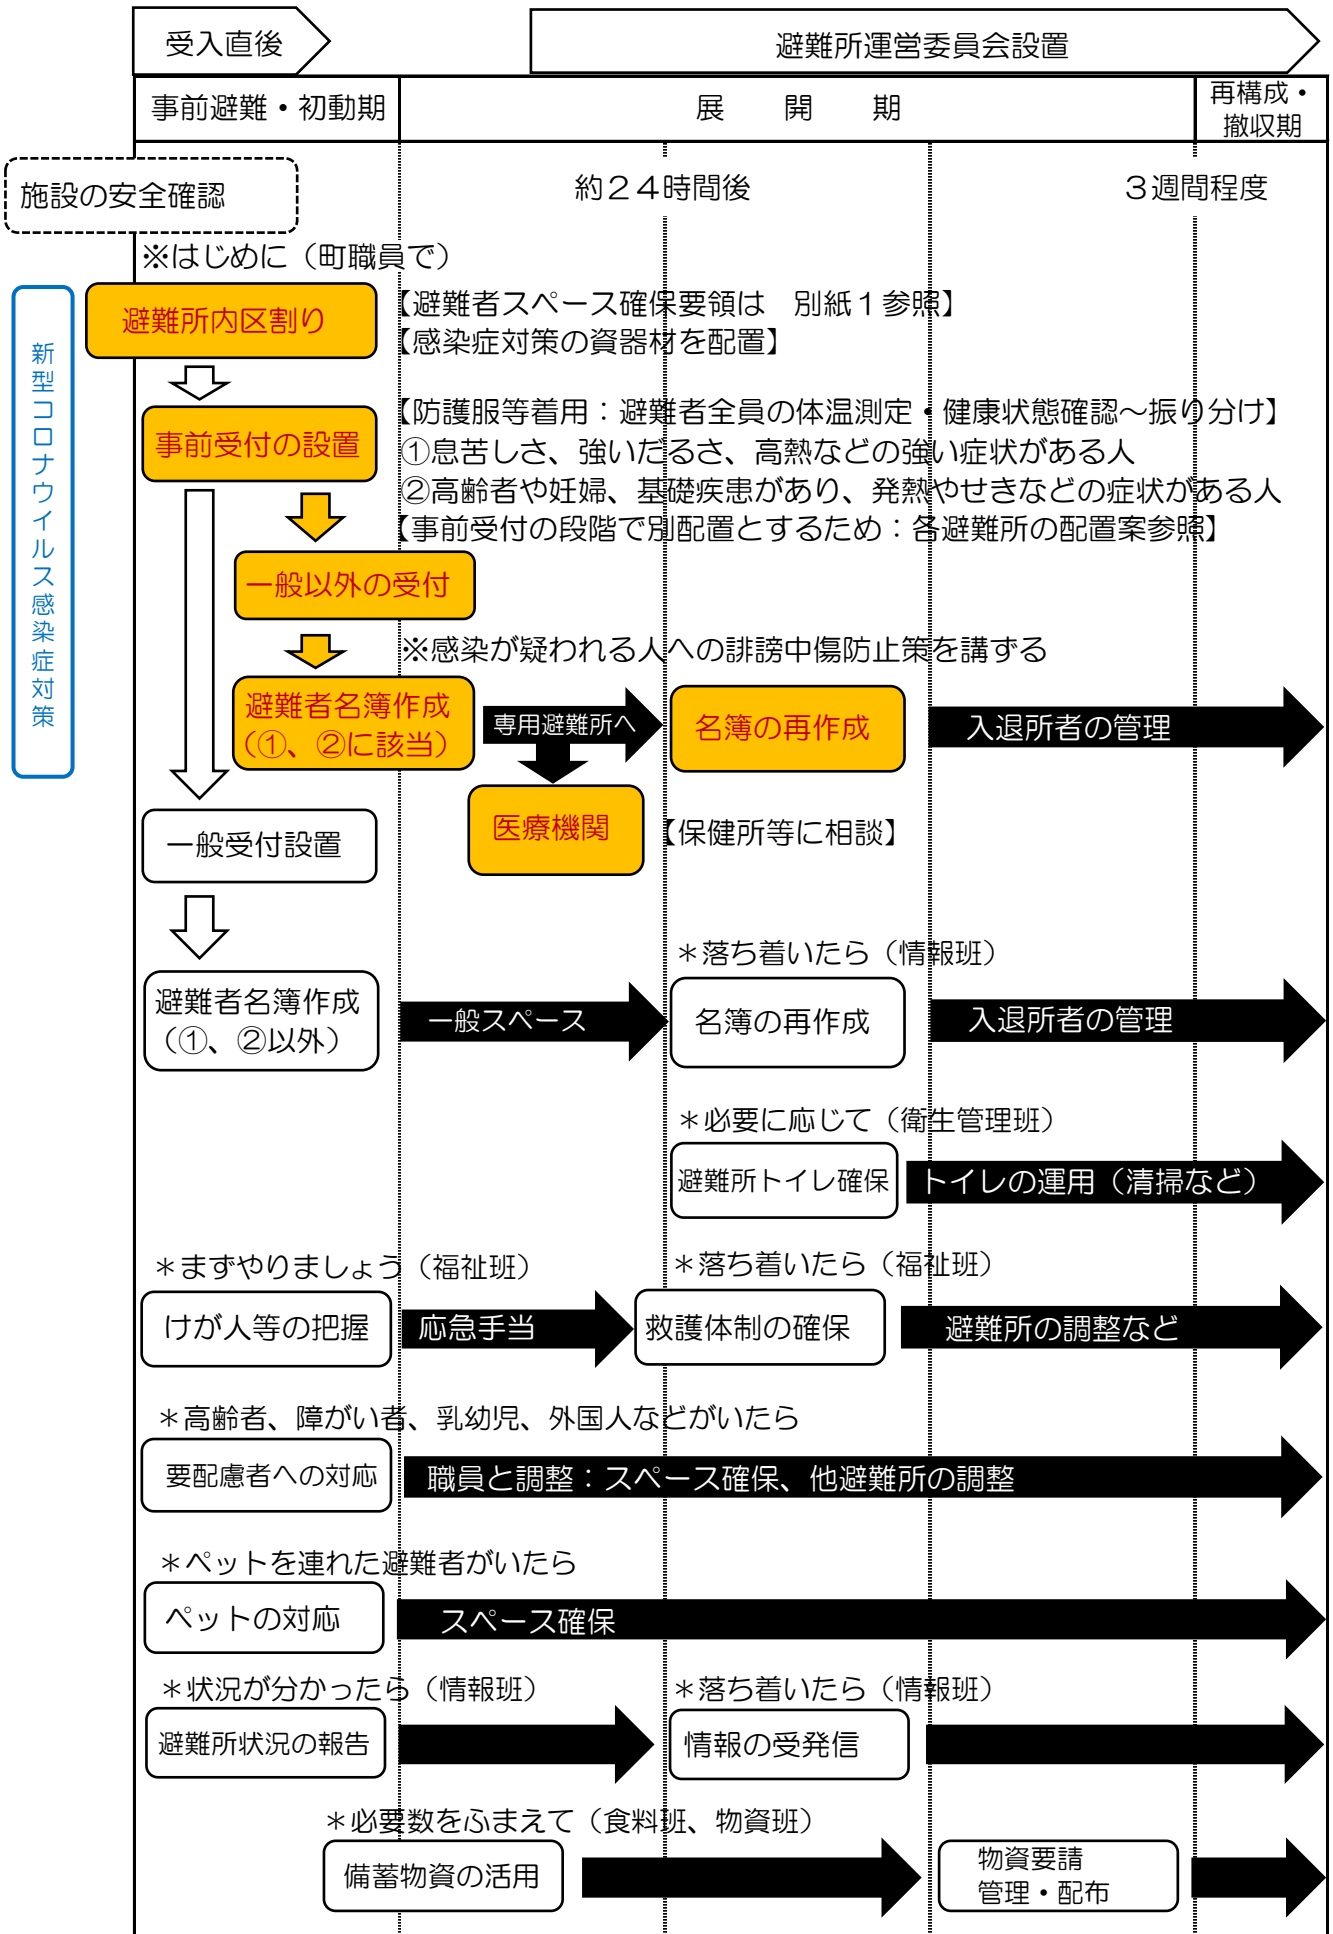 受入直後
避難所運営委員会設置
事前避難・初動期
展　開　期
再構成・
撤収期
施設の安全確認
約２４時間後
３週間程度
※はじめに（町職員で）
新型コロナウイルス感染症対策
避難所内区割り
【避難者スペース確保要領は　別紙１参照】
【感染症対策の資器材を配置】
事前受付の設置
【防護服等着用：避難者全員の体温測定・健康状態確認～振り分け】
①息苦しさ、強いだるさ、高熱などの強い症状がある人
②高齢者や妊婦、基礎疾患があり、発熱やせきなどの症状がある人
【事前受付の段階で別配置とするため：各避難所の配置案参照】
一般以外の受付
※感染が疑われる人への誹謗中傷防止策を講ずる
避難者名簿作成
（①、②に該当）
専用避難所へ
名簿の再作成
入退所者の管理
医療機関
【保健所等に相談】
一般受付設置
＊落ち着いたら（情報班）
避難者名簿作成
（①、②以外）
一般スペース
名簿の再作成
入退所者の管理
＊必要に応じて（衛生管理班）
避難所トイレ確保
トイレの運用（清掃など）
＊まずやりましょう（福祉班）
＊落ち着いたら（福祉班）
けが人等の把握
応急手当
救護体制の確保
避難所の調整など
＊高齢者、障がい者、乳幼児、外国人などがいたら
要配慮者への対応
職員と調整：スペース確保、他避難所の調整
＊ペットを連れた避難者がいたら
ペットの対応
スペース確保
＊状況が分かったら（情報班）
＊落ち着いたら（情報班）
避難所状況の報告
情報の受発信
＊必要数をふまえて（食料班、物資班）
備蓄物資の活用
物資要請
管理・配布